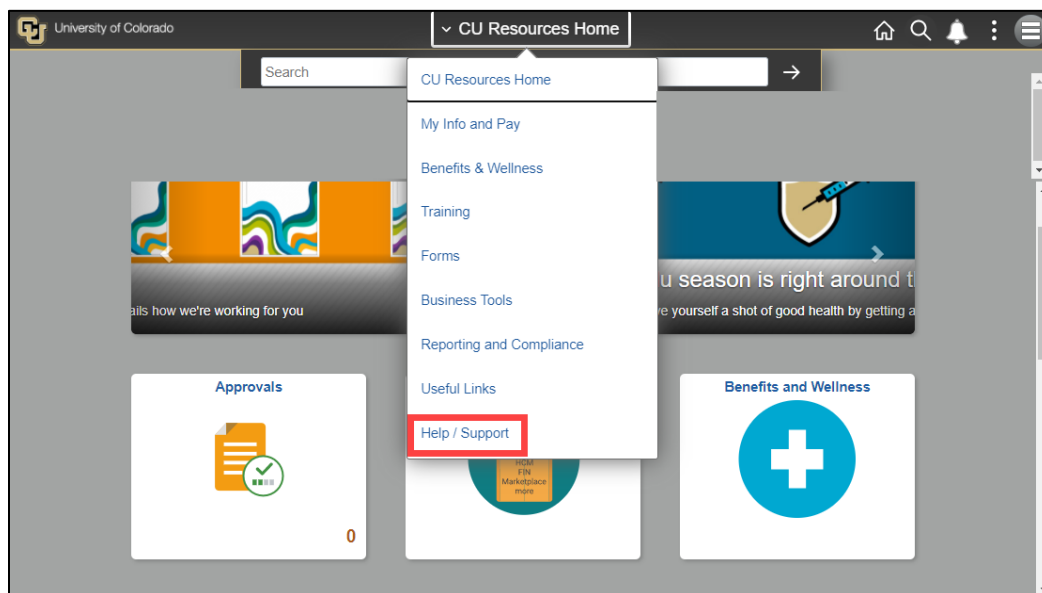 University of Colorado
CU Resources Home
Search
CU Resources Home
My Info and Pay
Benefits & Wellness
Training
Forms
Business Tools
Reporting and Compliance
Useful Links
Help / Support
u season is right around t
ails how we're working for you
e yourself a shot of good health by getting a
Approvals
0
HCM
FIN
Marketplace
more
Benefits and Wellness